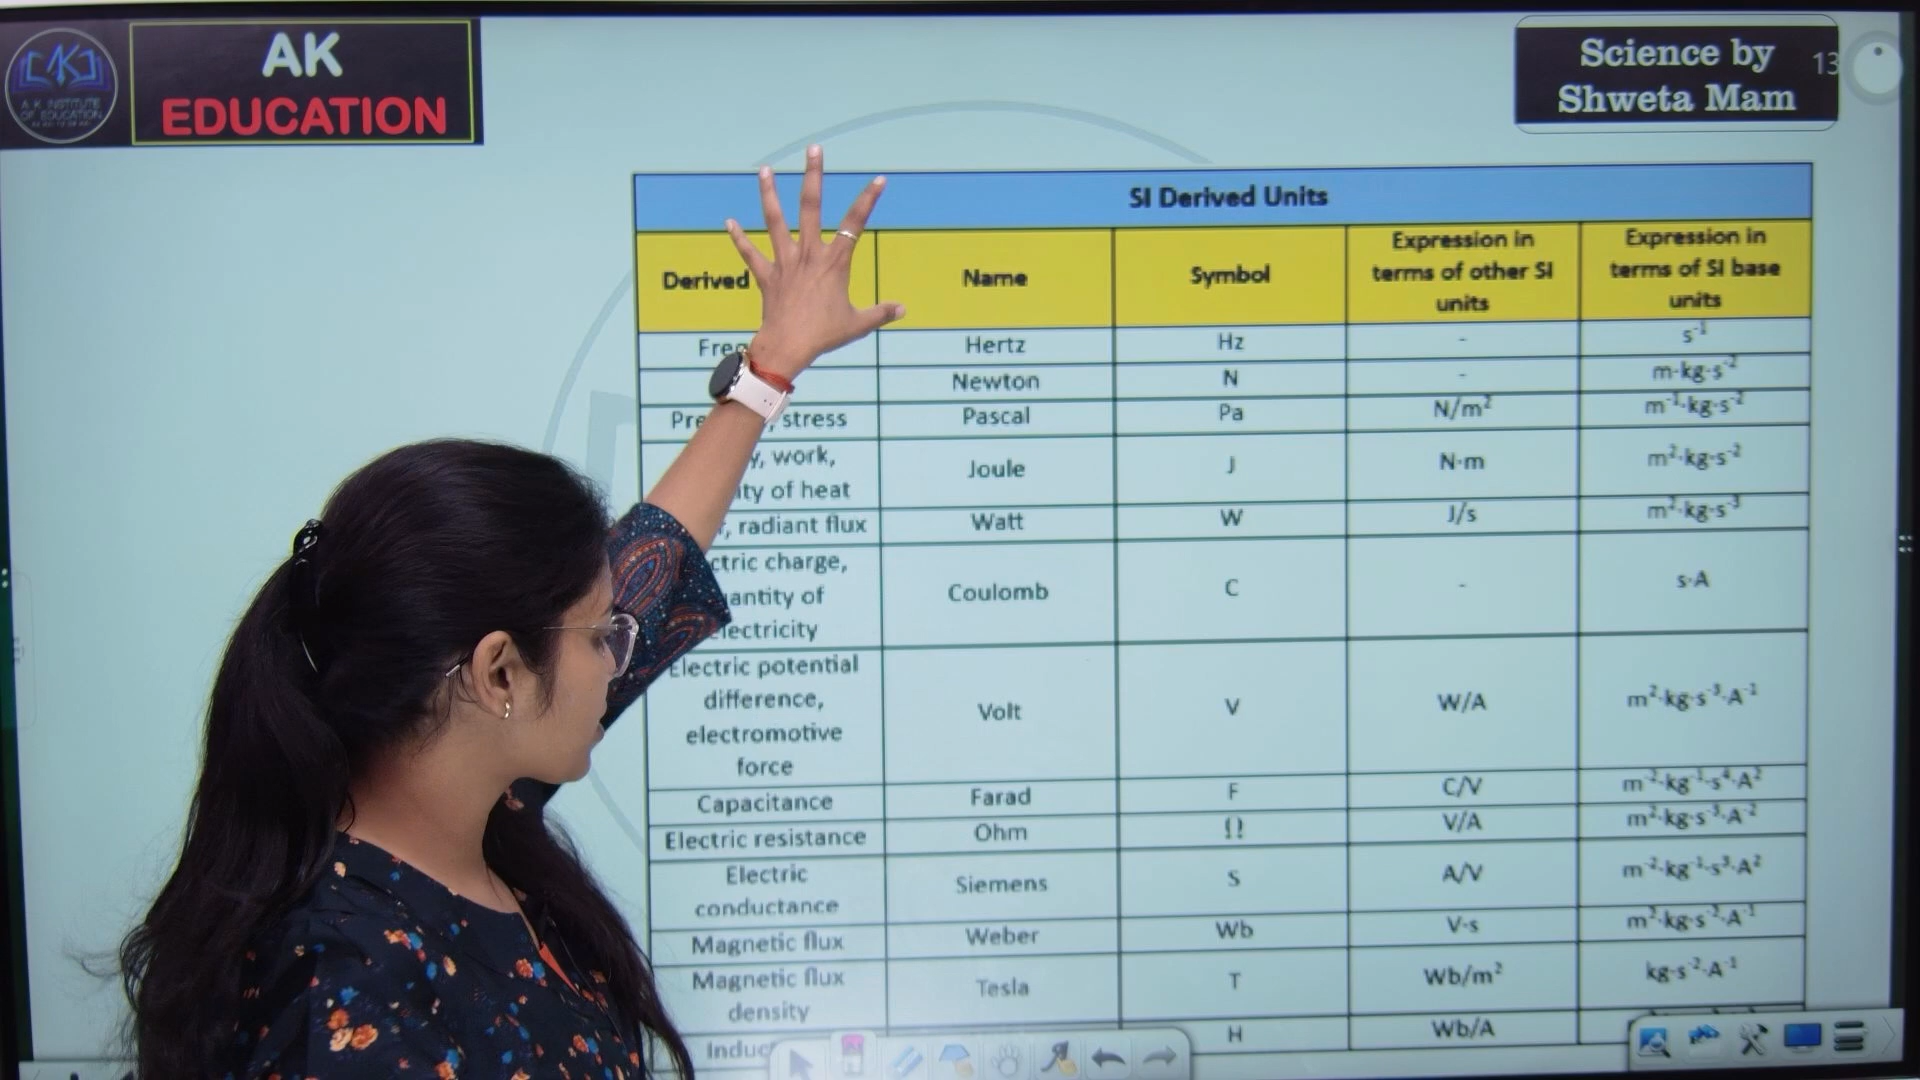 AK
EDUCATION
A K INSTITUTE
OF EDUCATION
Science by
Shweta Mam
13
SI Derived Units
Derived
Name
Symbol
Expression in
terms of other SI
units
Expression in
terms of SI base
units
Hertz
Hz
-
s⁻¹
Newton
N
-
m·kg·s⁻²
stress
Pascal
Pa
N/m²
m⁻¹·kg·s⁻²
work,
of heat
Joule
J
N·m
m²·kg·s⁻²
radiant flux
Watt
W
J/s
m²·kg·s⁻³
charge,
of
Coulomb
C
-
s·A
Electric potential
difference,
electromotive
force
Volt
V
W/A
m²·kg·s⁻³·A⁻¹
Capacitance
Farad
F
C/V
m⁻²·kg⁻¹·s⁴·A²
Electric resistance
Ohm
Ω
V/A
m²·kg·s⁻³·A⁻²
Electric
conductance
Siemens
S
A/V
m⁻²·kg⁻¹·s³·A²
Magnetic flux
Weber
Wb
V·s
m²·kg·s⁻²·A⁻¹
Magnetic flux
density
Tesla
T
Wb/m²
kg·s⁻²·A⁻¹
H
Wb/A